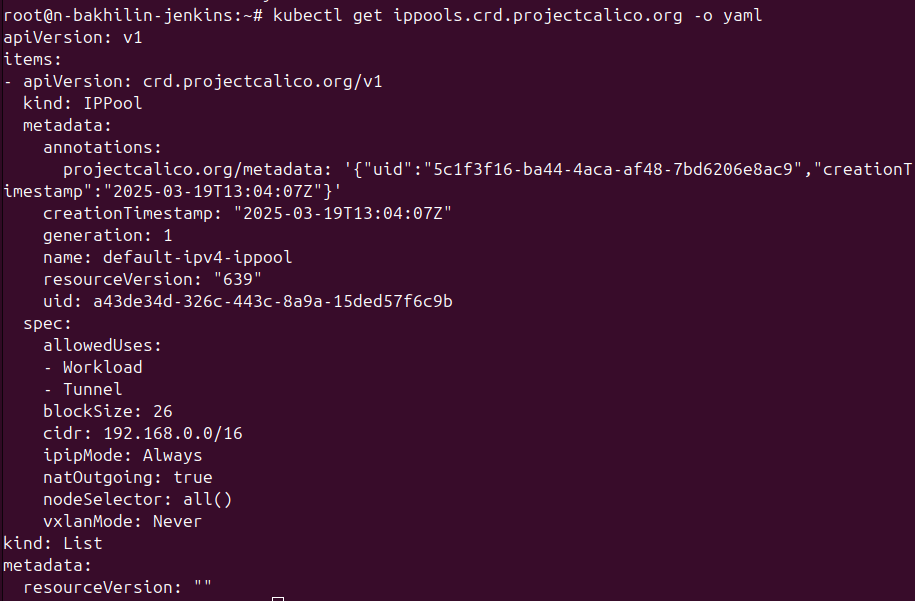 root@n-bakhilin-jenkins:~# kubectl get ippools.crd.projectcalico.org -o yaml
apiVersion: v1
items:
- apiVersion: crd.projectcalico.org/v1
  kind: IPPool
  metadata:
    annotations:
      projectcalico.org/metadata: '{"uid":"5c1f3f16-ba44-4aca-af48-7bd6206e8ac9","creationT
imestamp":"2025-03-19T13:04:07Z"}'
    creationTimestamp: "2025-03-19T13:04:07Z"
    generation: 1
    name: default-ipv4-ippool
    resourceVersion: "639"
    uid: a43de34d-326c-443c-8a9a-15ded57f6c9b
  spec:
    allowedUses:
    - Workload
    - Tunnel
    blockSize: 26
    cidr: 192.168.0.0/16
    ipipMode: Always
    natOutgoing: true
    nodeSelector: all()
    vxlanMode: Never
kind: List
metadata:
  resourceVersion: ""